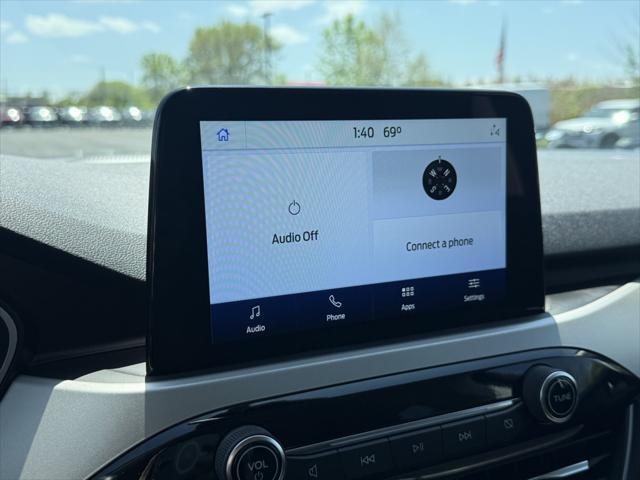 1:40 69°
Audio Off
N
W
S
E
Connect a phone
Audio
Phone
Apps
Settings
TUNE
VOL